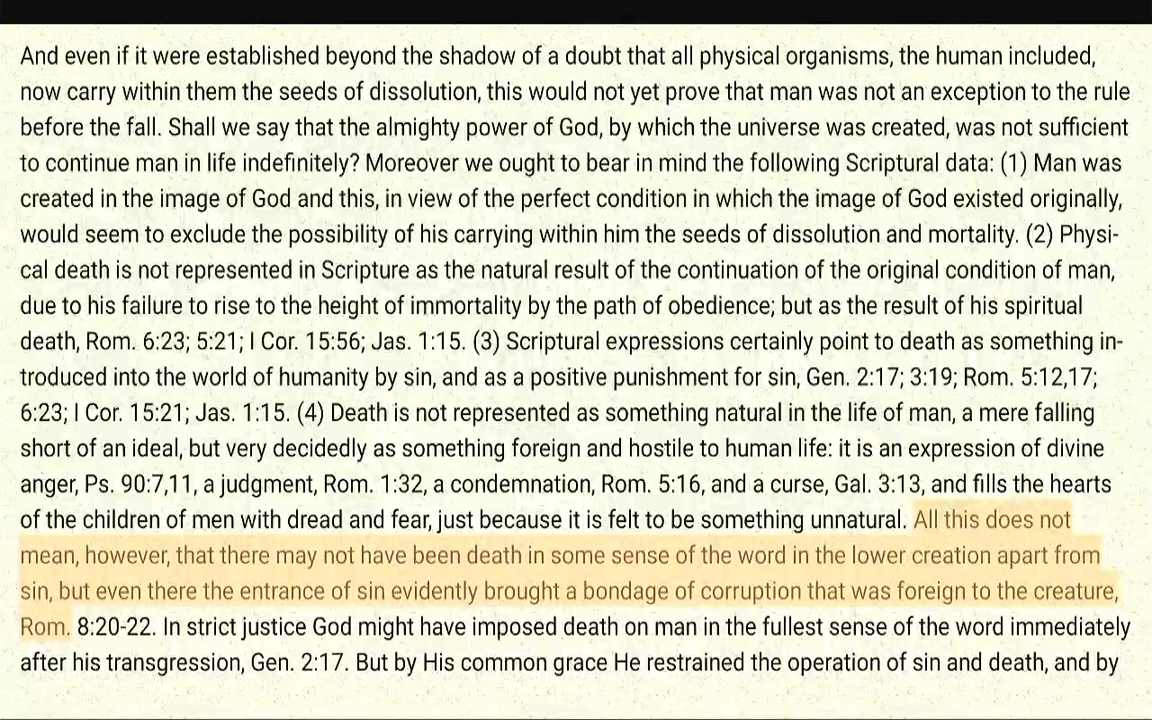 And even if it were established beyond the shadow of a doubt that all physical organisms, the human included,
now carry within them the seeds of dissolution, this would not yet prove that man was not an exception to the rule
before the fall. Shall we say that the almighty power of God, by which the universe was created, was not sufficient
to continue man in life indefinitely? Moreover we ought to bear in mind the following Scriptural data: (1) Man was
created in the image of God and this, in view of the perfect condition in which the image of God existed originally,
would seem to exclude the possibility of his carrying within him the seeds of dissolution and mortality. (2) Physi-
cal death is not represented in Scripture as the natural result of the continuation of the original condition of man,
due to his failure to rise to the height of immortality by the path of obedience; but as the result of his spiritual
death, Rom. 6:23; 5:21; I Cor. 15:56; Jas. 1:15. (3) Scriptural expressions certainly point to death as something in-
troduced into the world of humanity by sin, and as a positive punishment for sin, Gen. 2:17; 3:19; Rom. 5:12,17;
6:23; I Cor. 15:21; Jas. 1:15. (4) Death is not represented as something natural in the life of man, a mere falling
short of an ideal, but very decidedly as something foreign and hostile to human life: it is an expression of divine
anger, Ps. 90:7,11, a judgment, Rom. 1:32, a condemnation, Rom. 5:16, and a curse, Gal. 3:13, and fills the hearts
of the children of men with dread and fear, just because it is felt to be something unnatural. All this does not
mean, however, that there may not have been death in some sense of the word in the lower creation apart from
sin, but even there the entrance of sin evidently brought a bondage of corruption that was foreign to the creature,
Rom. 8:20-22. In strict justice God might have imposed death on man in the fullest sense of the word immediately
after his transgression, Gen. 2:17. But by His common grace He restrained the operation of sin and death, and by